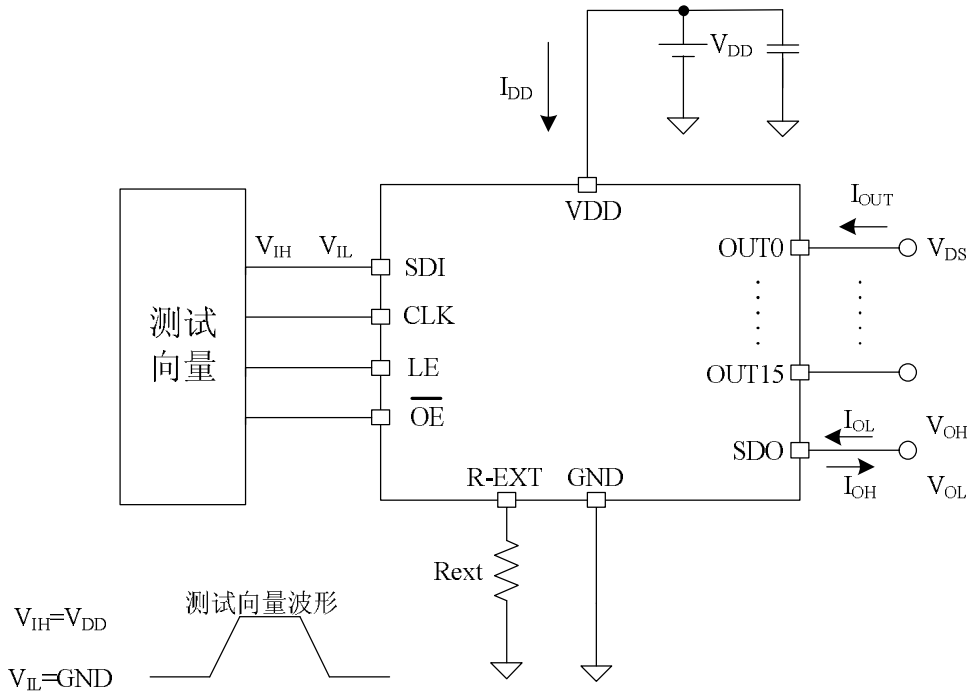 V_DD
I_DD
VDD
I_OUT
OUT0
V_DS
V_IH V_IL
SDI
测试
向量
CLK
LE
OE
OUT15
SDO
I_OL
V_OH
I_OH
V_OL
R-EXT GND
Rext
测试向量波形
V_IH=V_DD
V_IL=GND